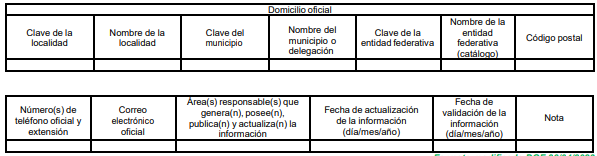 Domicilio oficial
Clave de la
localidad
Nombre de la
localidad
Clave del
municipio
Nombre del
municipio o
delegación
Clave de la
entidad federativa
Nombre de la
entidad
federativa
(catálogo)
Código postal
Número(s) de
teléfono oficial y
extensión
Correo
electrónico
oficial
Área(s) responsable(s) que
genera(n), posee(n),
publica(n) y actualiza(n) la
información
Fecha de actualización
de la información
(día/mes/año)
Fecha de
validación de la
información
(día/mes/año)
Nota